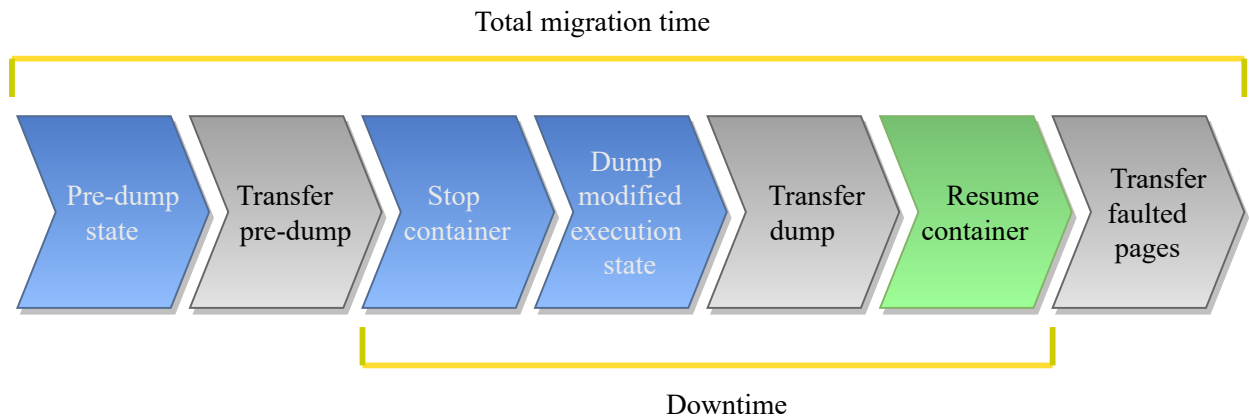 Total migration time
Pre-dump
state
Transfer
pre-dump
Stop
container
Dump
modified
execution
state
Transfer
dump
Resume
container
Transfer
faulted
pages
Downtime